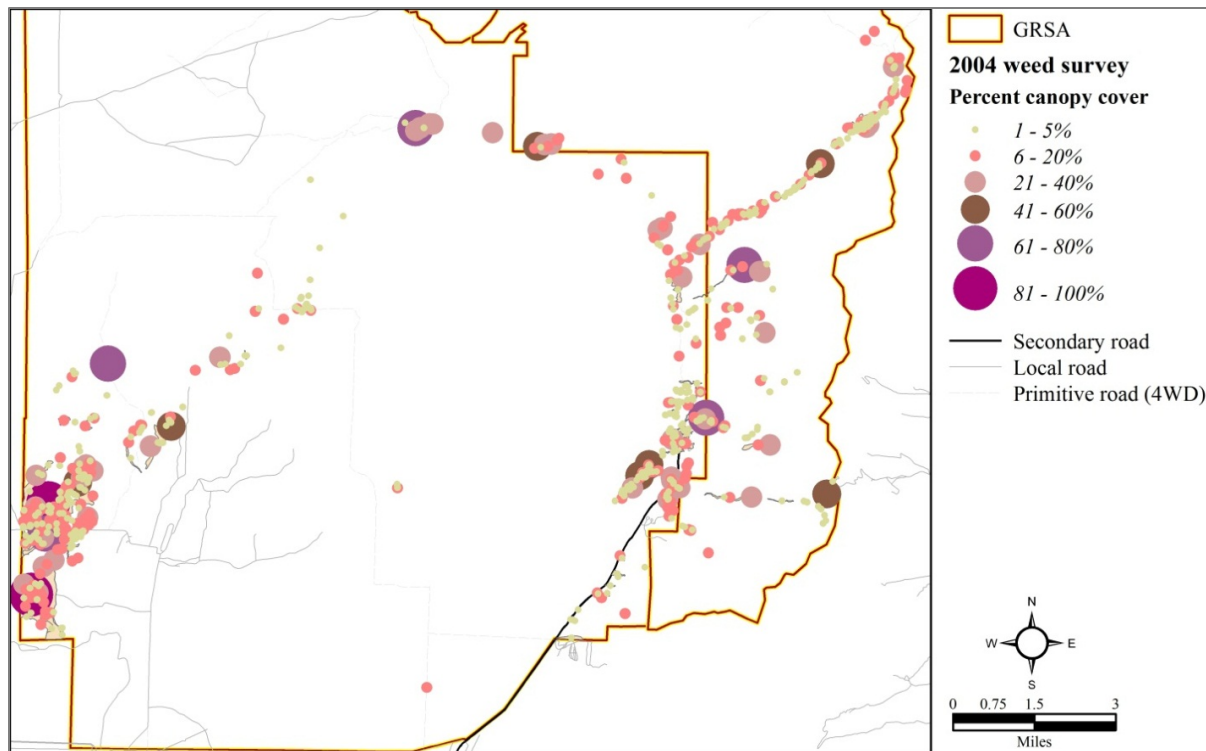 GRSA
2004 weed survey
Percent canopy cover
1 - 5%
6 - 20%
21 - 40%
41 - 60%
61 - 80%
81 - 100%
Secondary road
Local road
Primitive road (4WD)
N
W E
S
0 0.75 1.5 3
Miles